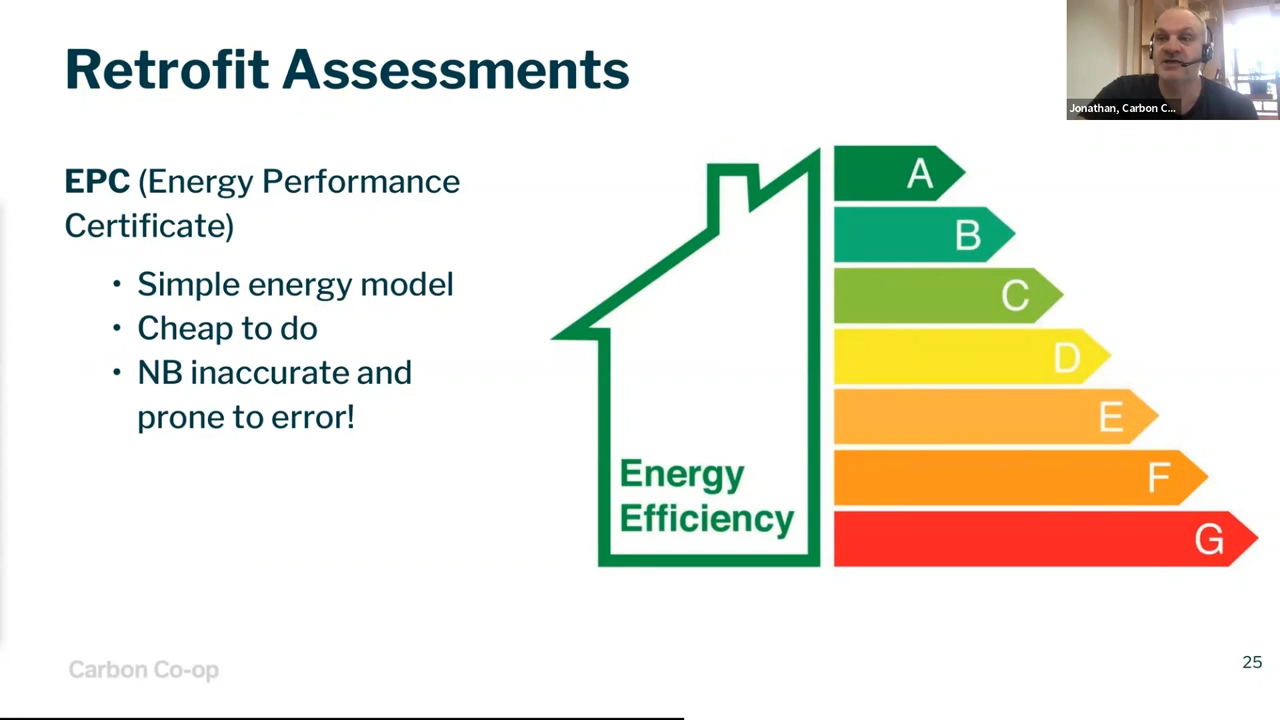 Retrofit Assessments
Jonathan, Carbon C...
EPC (Energy Performance
Certificate)
• Simple energy model
• Cheap to do
• NB inaccurate and
prone to error!
A
B
C
D
E
F
G
Energy
Efficiency
Carbon Co-op
25